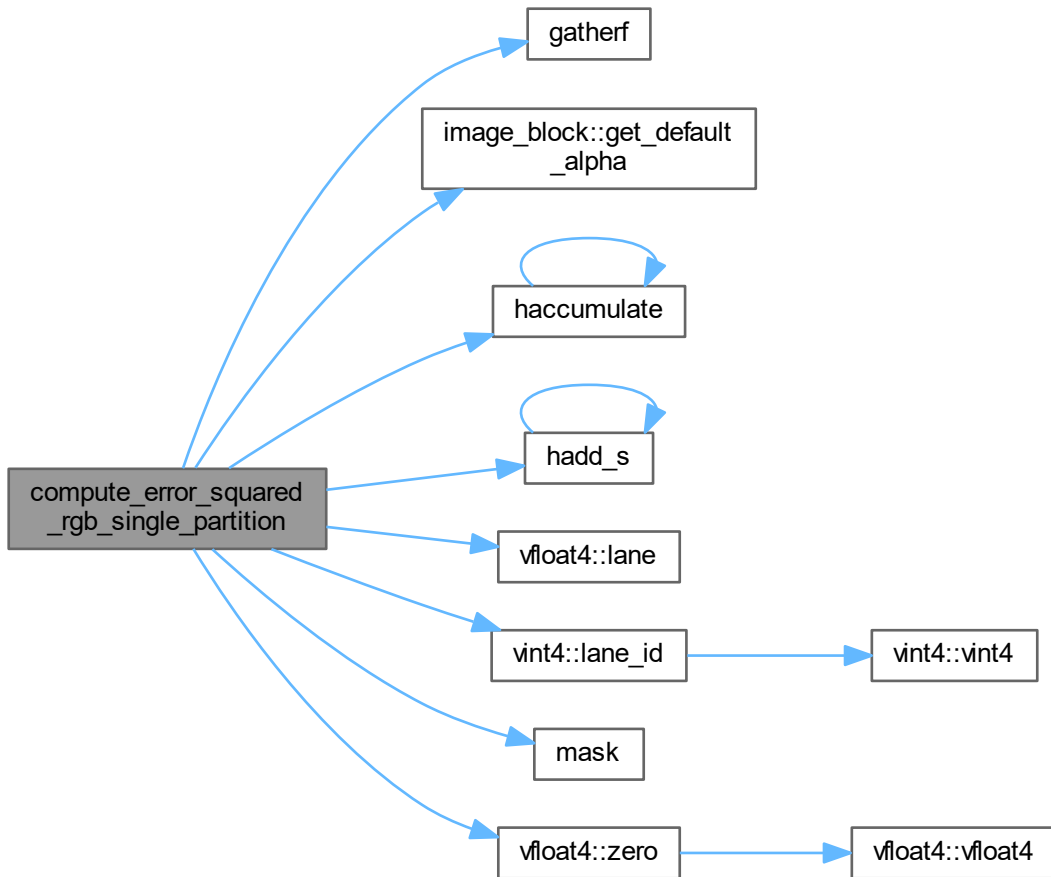 gatherf
image_block::get_default
_alpha
haccumulate
hadd_s
compute_error_squared
_rgb_single_partition
vfloat4::lane
vint4::lane_id
vint4::vint4
mask
vfloat4::zero
vfloat4::vfloat4